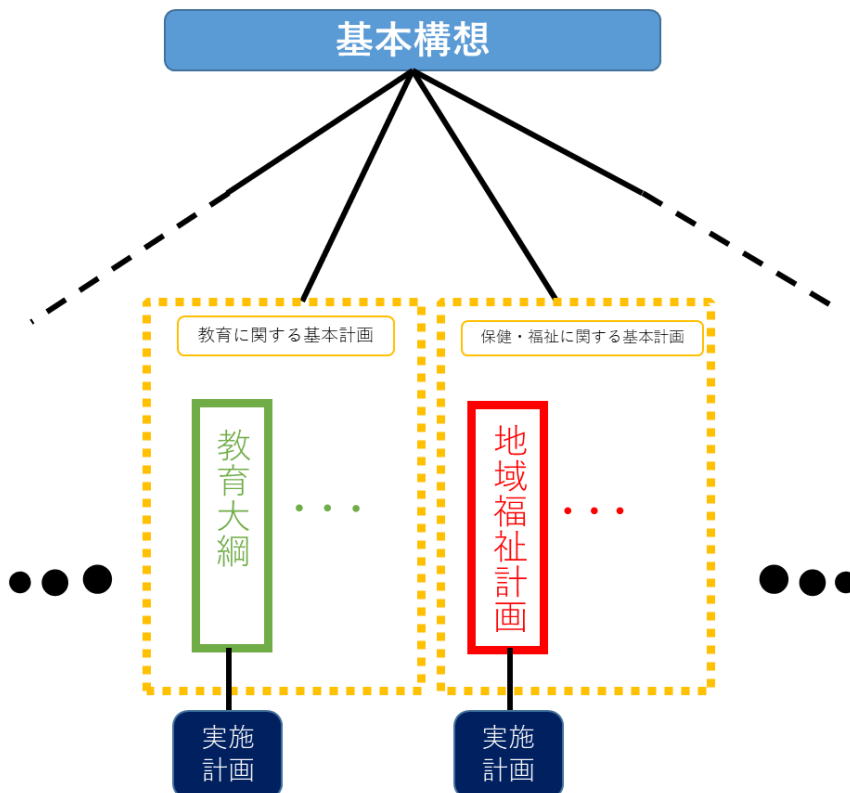 基本構想
教育に関する基本計画
保健・福祉に関する基本計画
教育大綱
・・・
地域福祉計画
・・・
実施
計画
実施
計画